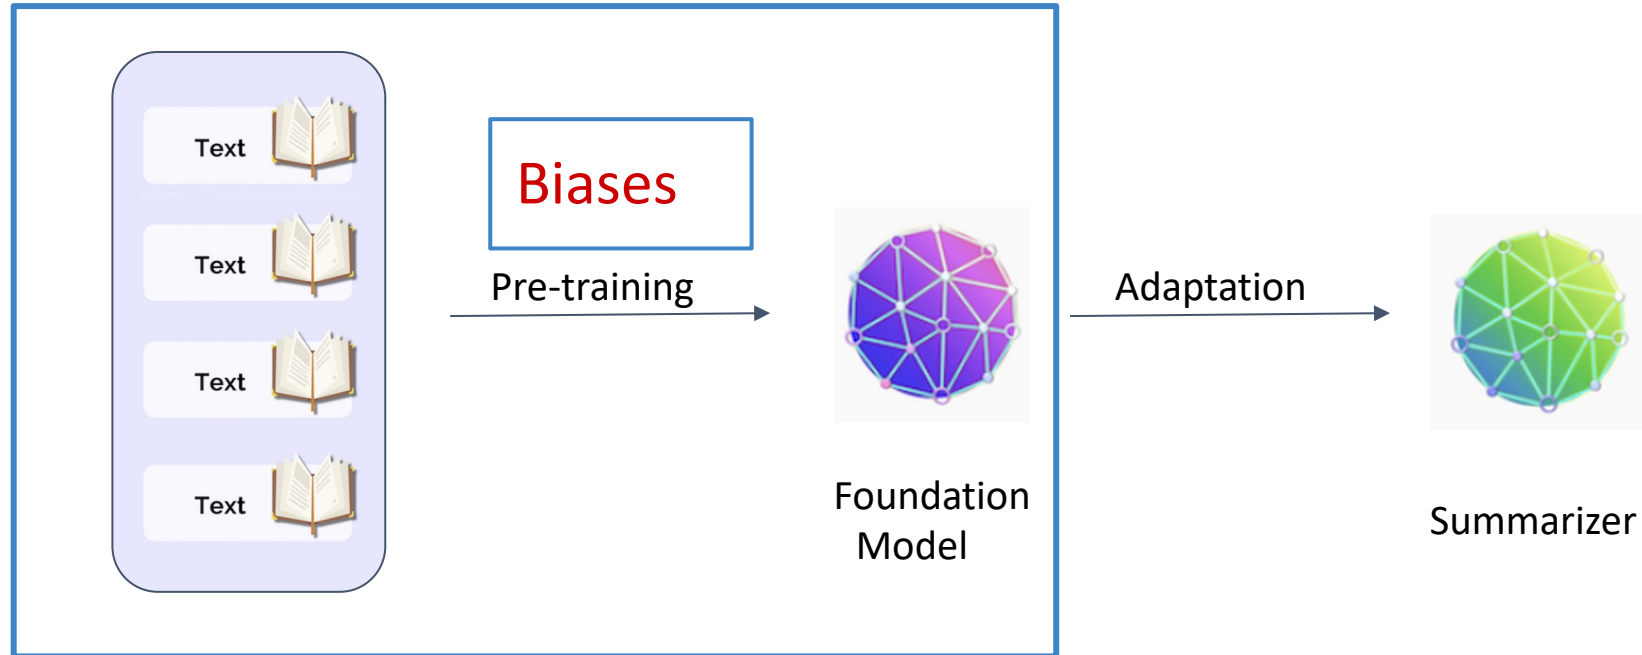 Text
Text
Text
Text
Biases
Pre-training
Foundation
Model
Adaptation
Summarizer